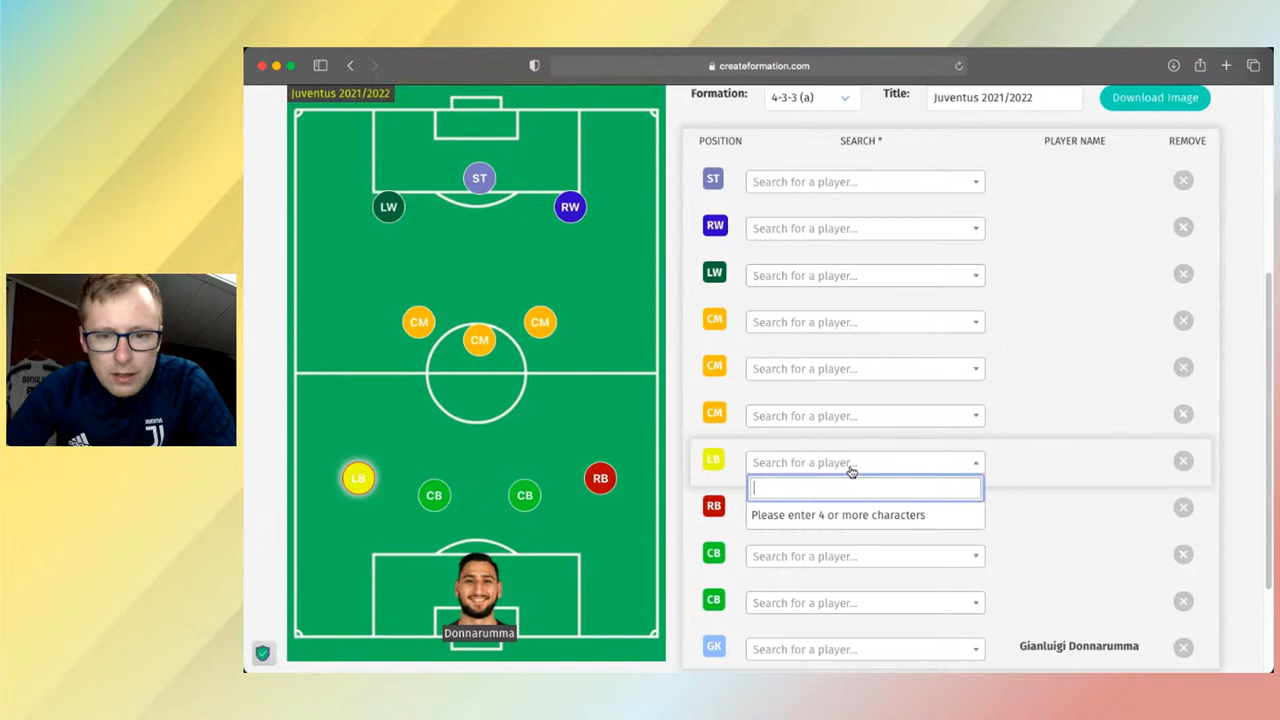 createformation.com
Juventus 2021/2022
Formation:
4-3-3 (a)
Title:
Juventus 2021/2022
Download Image
POSITION
SEARCH *
PLAYER NAME
REMOVE
ST
Search for a player...
RW
Search for a player...
LW
Search for a player...
CM
Search for a player...
CM
Search for a player...
CM
Search for a player...
LB
Search for a player...
Please enter 4 or more characters
RB
CB
Search for a player...
CB
Search for a player...
GK
Search for a player...
Gianluigi Donnarumma
ST
LW
RW
CM
CM
CM
LB
CB
CB
RB
Donnarumma
RONALDO
adidas